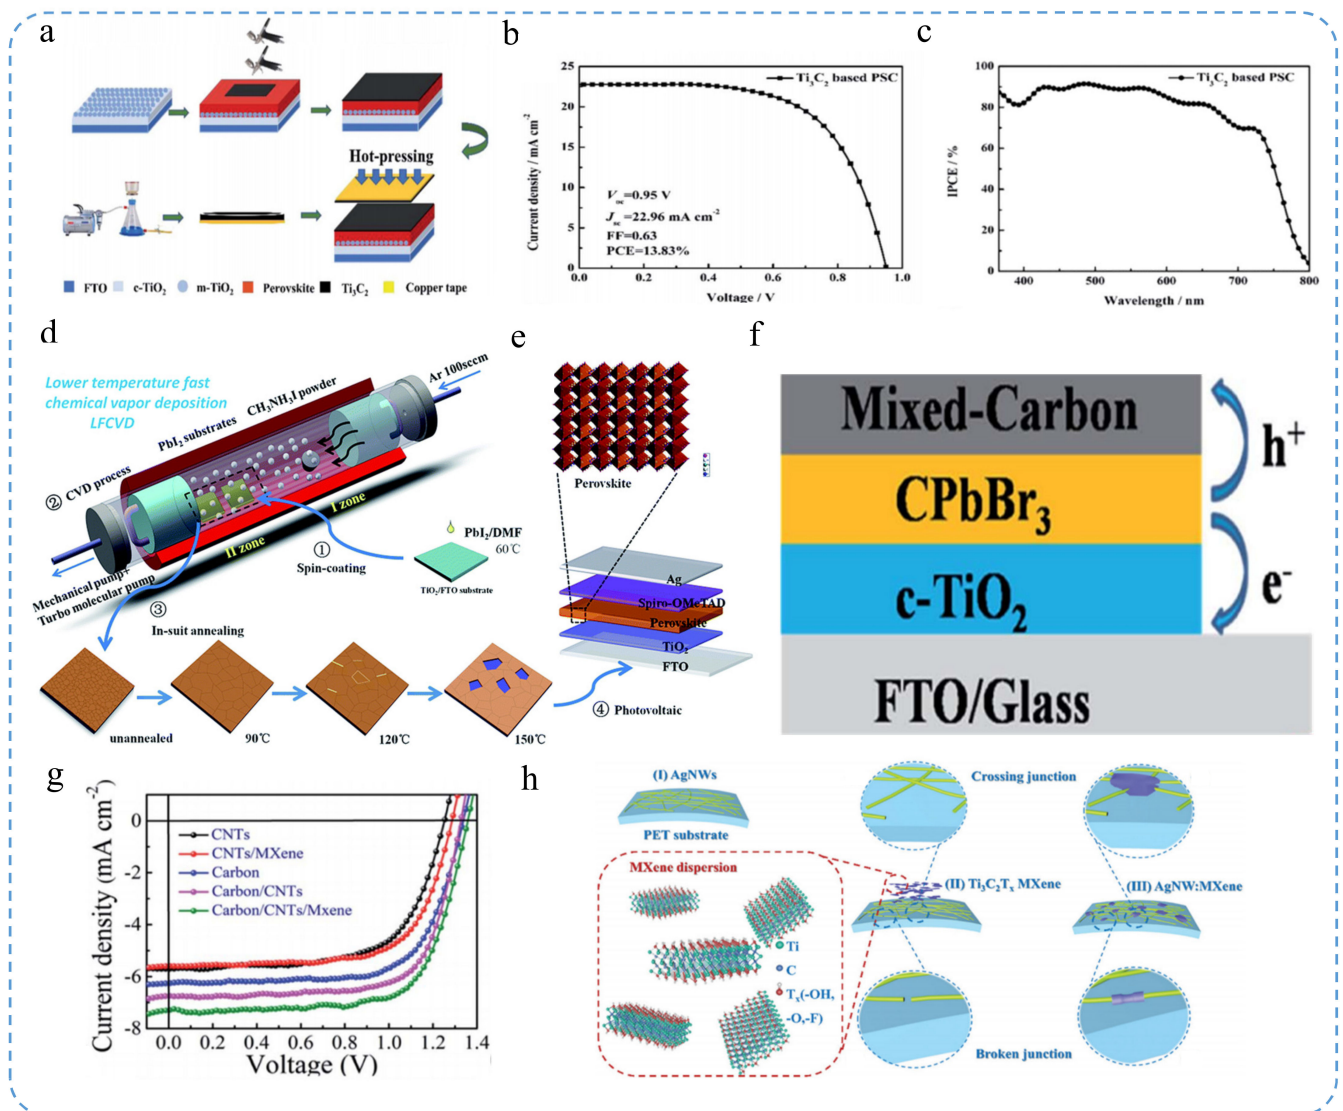 a
Hot-pressing
FTO
c-TiO₂
m-TiO₂
Perovskite
Ti₃C₂
Copper tape
b
Ti₃C₂ based PSC
Current density / mA cm⁻²
25
20
15
10
5
0
V_oc=0.95 V
J_sc=22.96 mA cm⁻²
FF=0.63
PCE=13.83%
0.0 0.2 0.4 0.6 0.8 1.0
Voltage / V
c
Ti₃C₂ based PSC
IPCE / %
100
80
60
40
20
0
400 500 600 700 800
Wavelength / nm
d
Lower temperature fast
chemical vapor deposition
LFCVD
Ar 100sccm
CH₃NH₃I powder
PbI₂ substrates
② CVD process
I zone
II zone
Mechanical pump+
Turbo molecular pump
①
Spin-coating
PbI₂/DMF
60℃
TiO₂/FTO substrate
③
In-suit annealing
unannealed
90℃
120℃
150℃
④ Photovoltaic
e
Perovskite
Ag
Spiro-OMeTAD
Perovskite
TiO₂
FTO
f
Mixed-Carbon
CPbBr₃
c-TiO₂
FTO/Glass
h⁺
e⁻
g
Current density (mA cm⁻²)
0
-2
-4
-6
-8
CNTs
CNTs/MXene
Carbon
Carbon/CNTs
Carbon/CNTs/Mxene
0.0 0.2 0.4 0.6 0.8 1.0 1.2 1.4
Voltage (V)
h
(I) AgNWs
PET substrate
Crossing junction
MXene dispersion
(II) Ti₃C₂Tₓ MXene
(III) AgNW:MXene
Ti
C
Tₓ(-OH,
-O,-F)
Broken junction